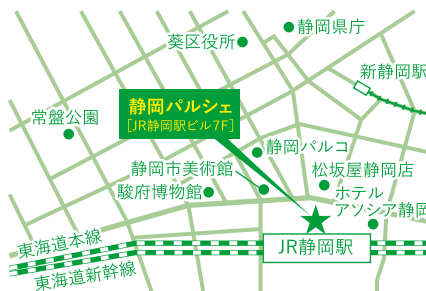 静岡県庁
葵区役所
新静岡駅
静岡パルシェ
[JR静岡駅ビル7F]
常盤公園
静岡パルコ
静岡市美術館
松坂屋静岡店
駿府博物館
ホテル
アソシア静岡
東海道本線
JR静岡駅
東海道新幹線